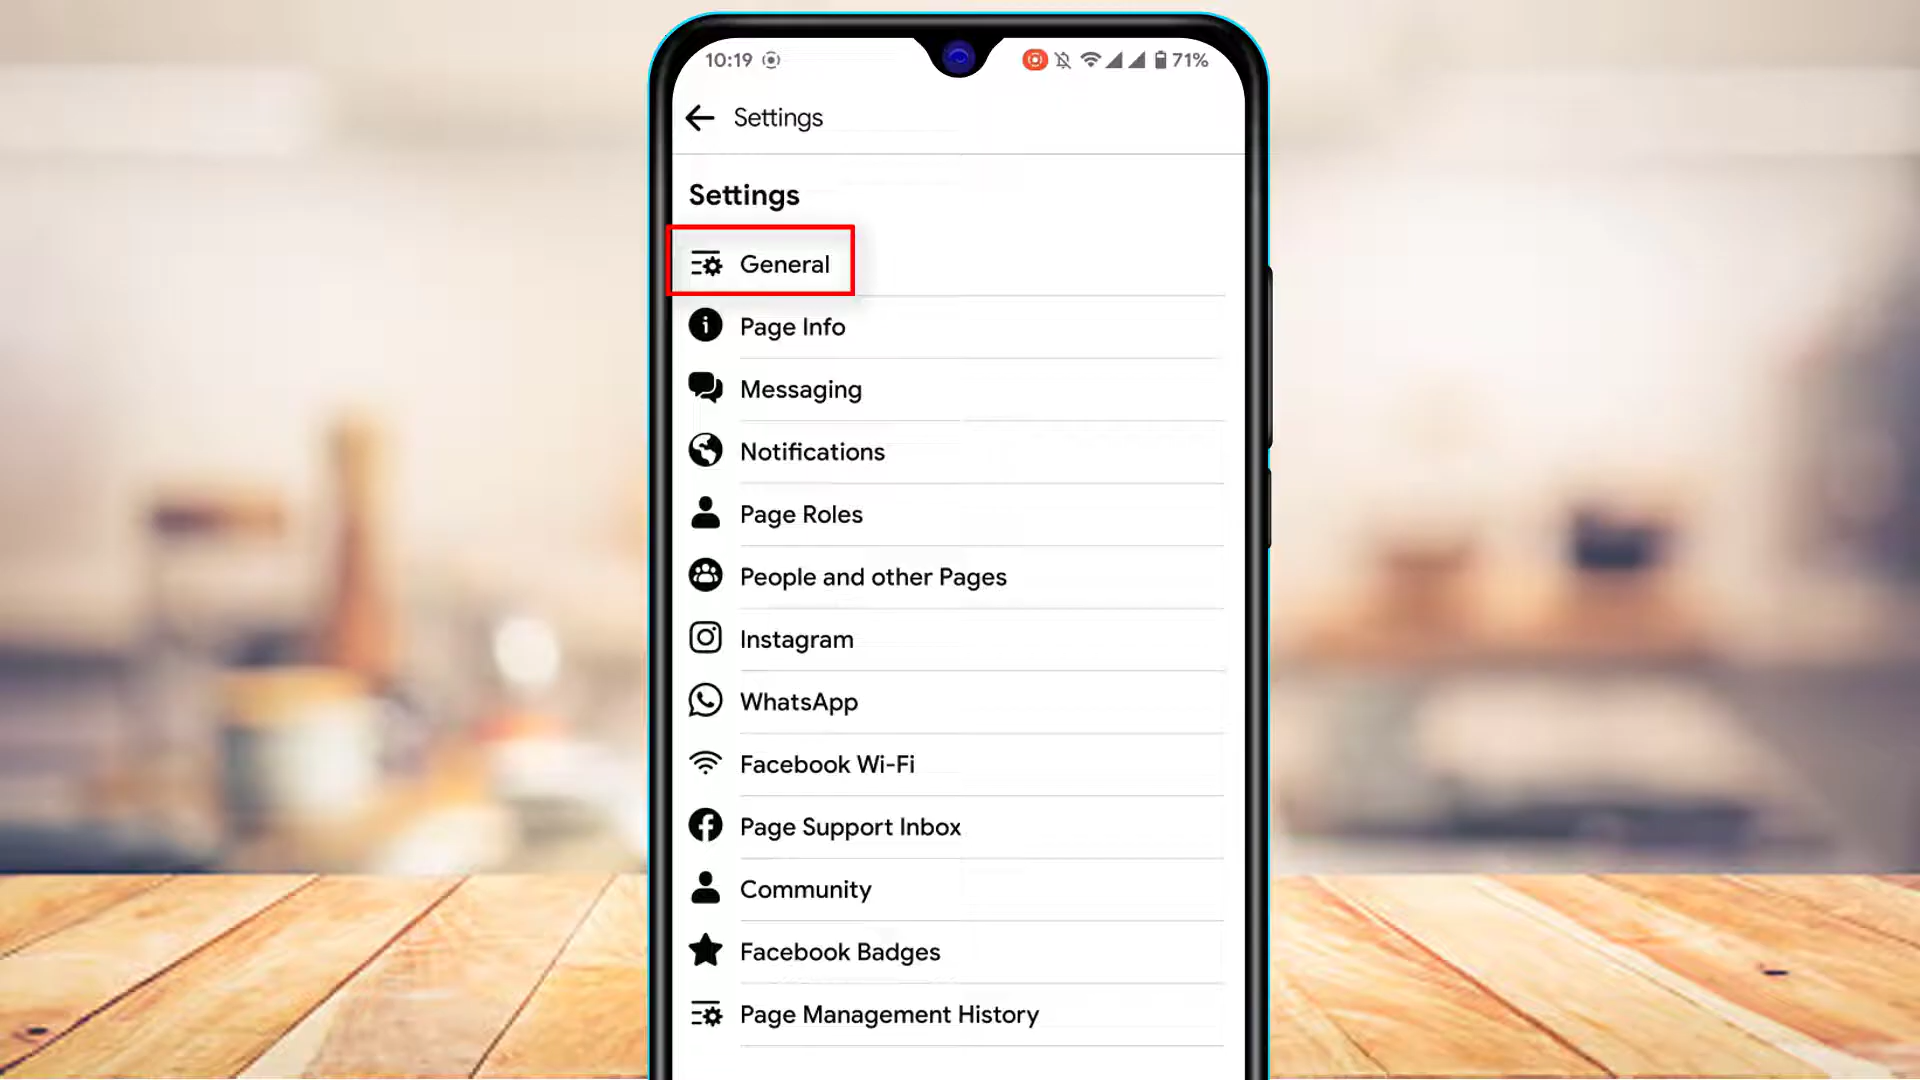 10:19 71%
Settings
Settings
General
Page Info
Messaging
Notifications
Page Roles
People and other Pages
Instagram
WhatsApp
Facebook Wi-Fi
Page Support Inbox
Community
Facebook Badges
Page Management History